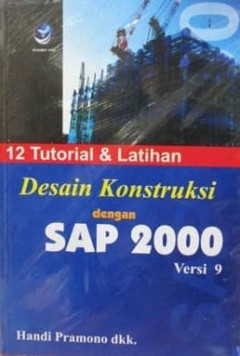 12 Tutorial & Latihan
Desain Konstruksi
dengan
SAP 2000
Versi 9
Handi Pramono dkk.